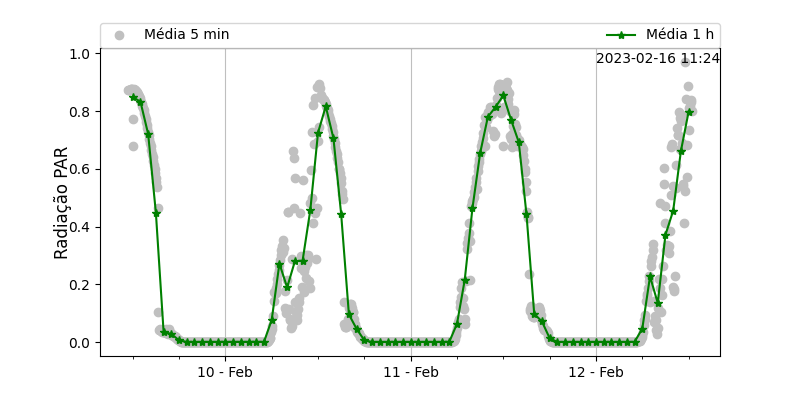 Média 5 min
Média 1 h
2023-02-16 11:24
1.0
0.8
0.6
0.4
0.2
0.0
Radiação PAR
10 - Feb
11 - Feb
12 - Feb